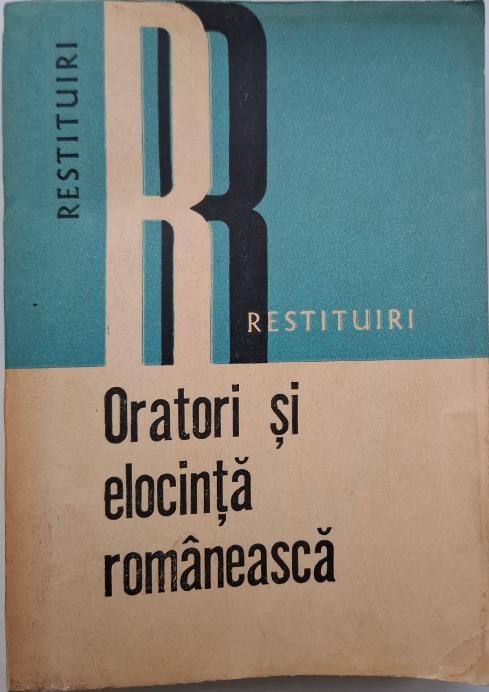 RESTITUIRI
R
RESTITUIRI
Oratori și
elocință
românească